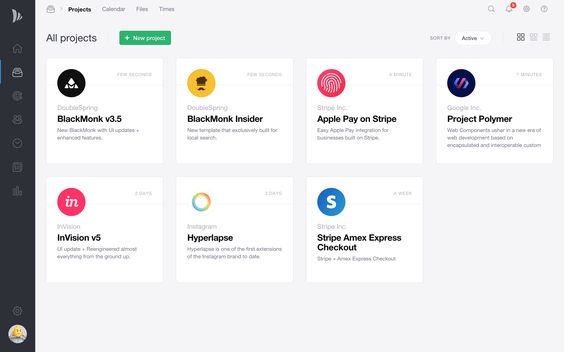 Projects Calendar Files Times
5
All projects
+ New project
SORT BY Active
FEW SECONDS
DoubleSpring
BlackMonk v3.5
New BlackMonk with UI updates +
enhanced features.
FEW SECONDS
DoubleSpring
BlackMonk Insider
New template that exclusively built for
local search.
A MINUTE
Stripe Inc.
Apple Pay on Stripe
Easy Apple Pay integration for
businesses built on Stripe.
7 MINUTES
Google Inc.
Project Polymer
Web Components usher in a new era of
web development based on
encapsulated and interoperable custom
2 DAYS
in
InVision
InVision v5
UI update + Reengineered almost
everything from the ground up.
DAYS
Instagram
Hyperlapse
Hyperlapse is one of the first extensions
of the Instagram brand to date.
A WEEK
S
Stripe Inc.
Stripe Amex Express
Checkout
Stripe + Amex Express Checkout